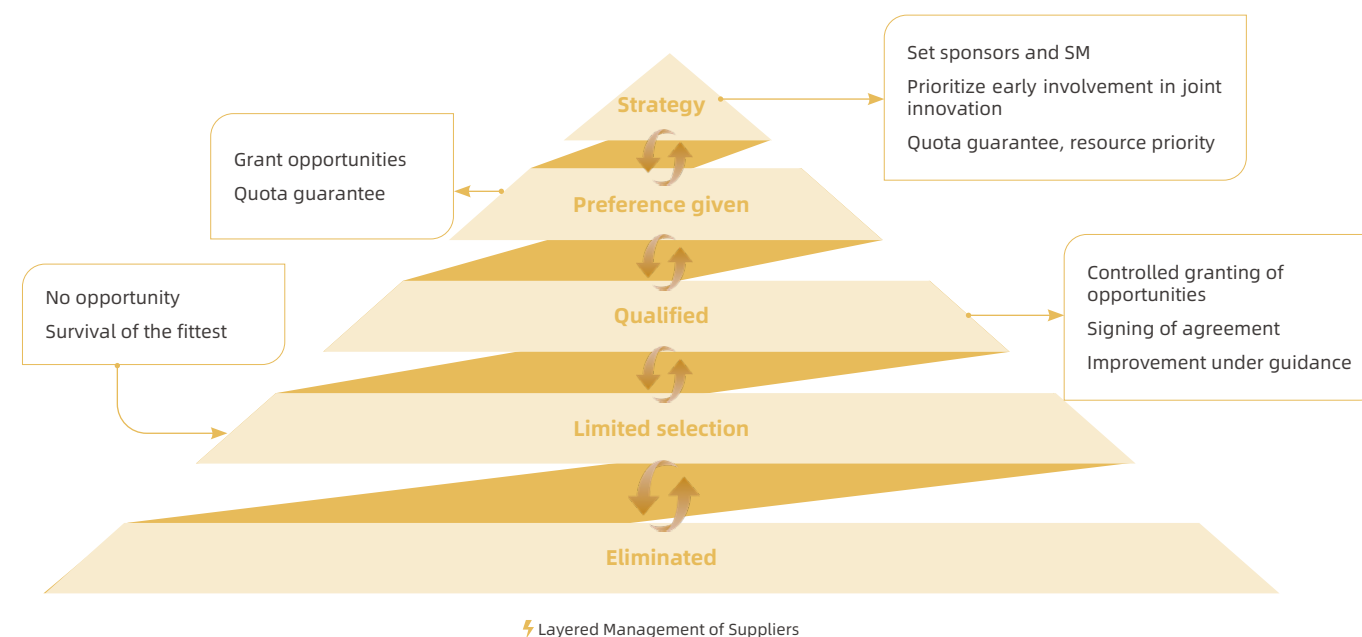 Strategy
Set sponsors and SM
Prioritize early involvement in joint
innovation
Quota guarantee, resource priority
Grant opportunities
Quota guarantee
Preference given
No opportunity
Survival of the fittest
Qualified
Controlled granting of
opportunities
Signing of agreement
Improvement under guidance
Limited selection
Eliminated
Layered Management of Suppliers